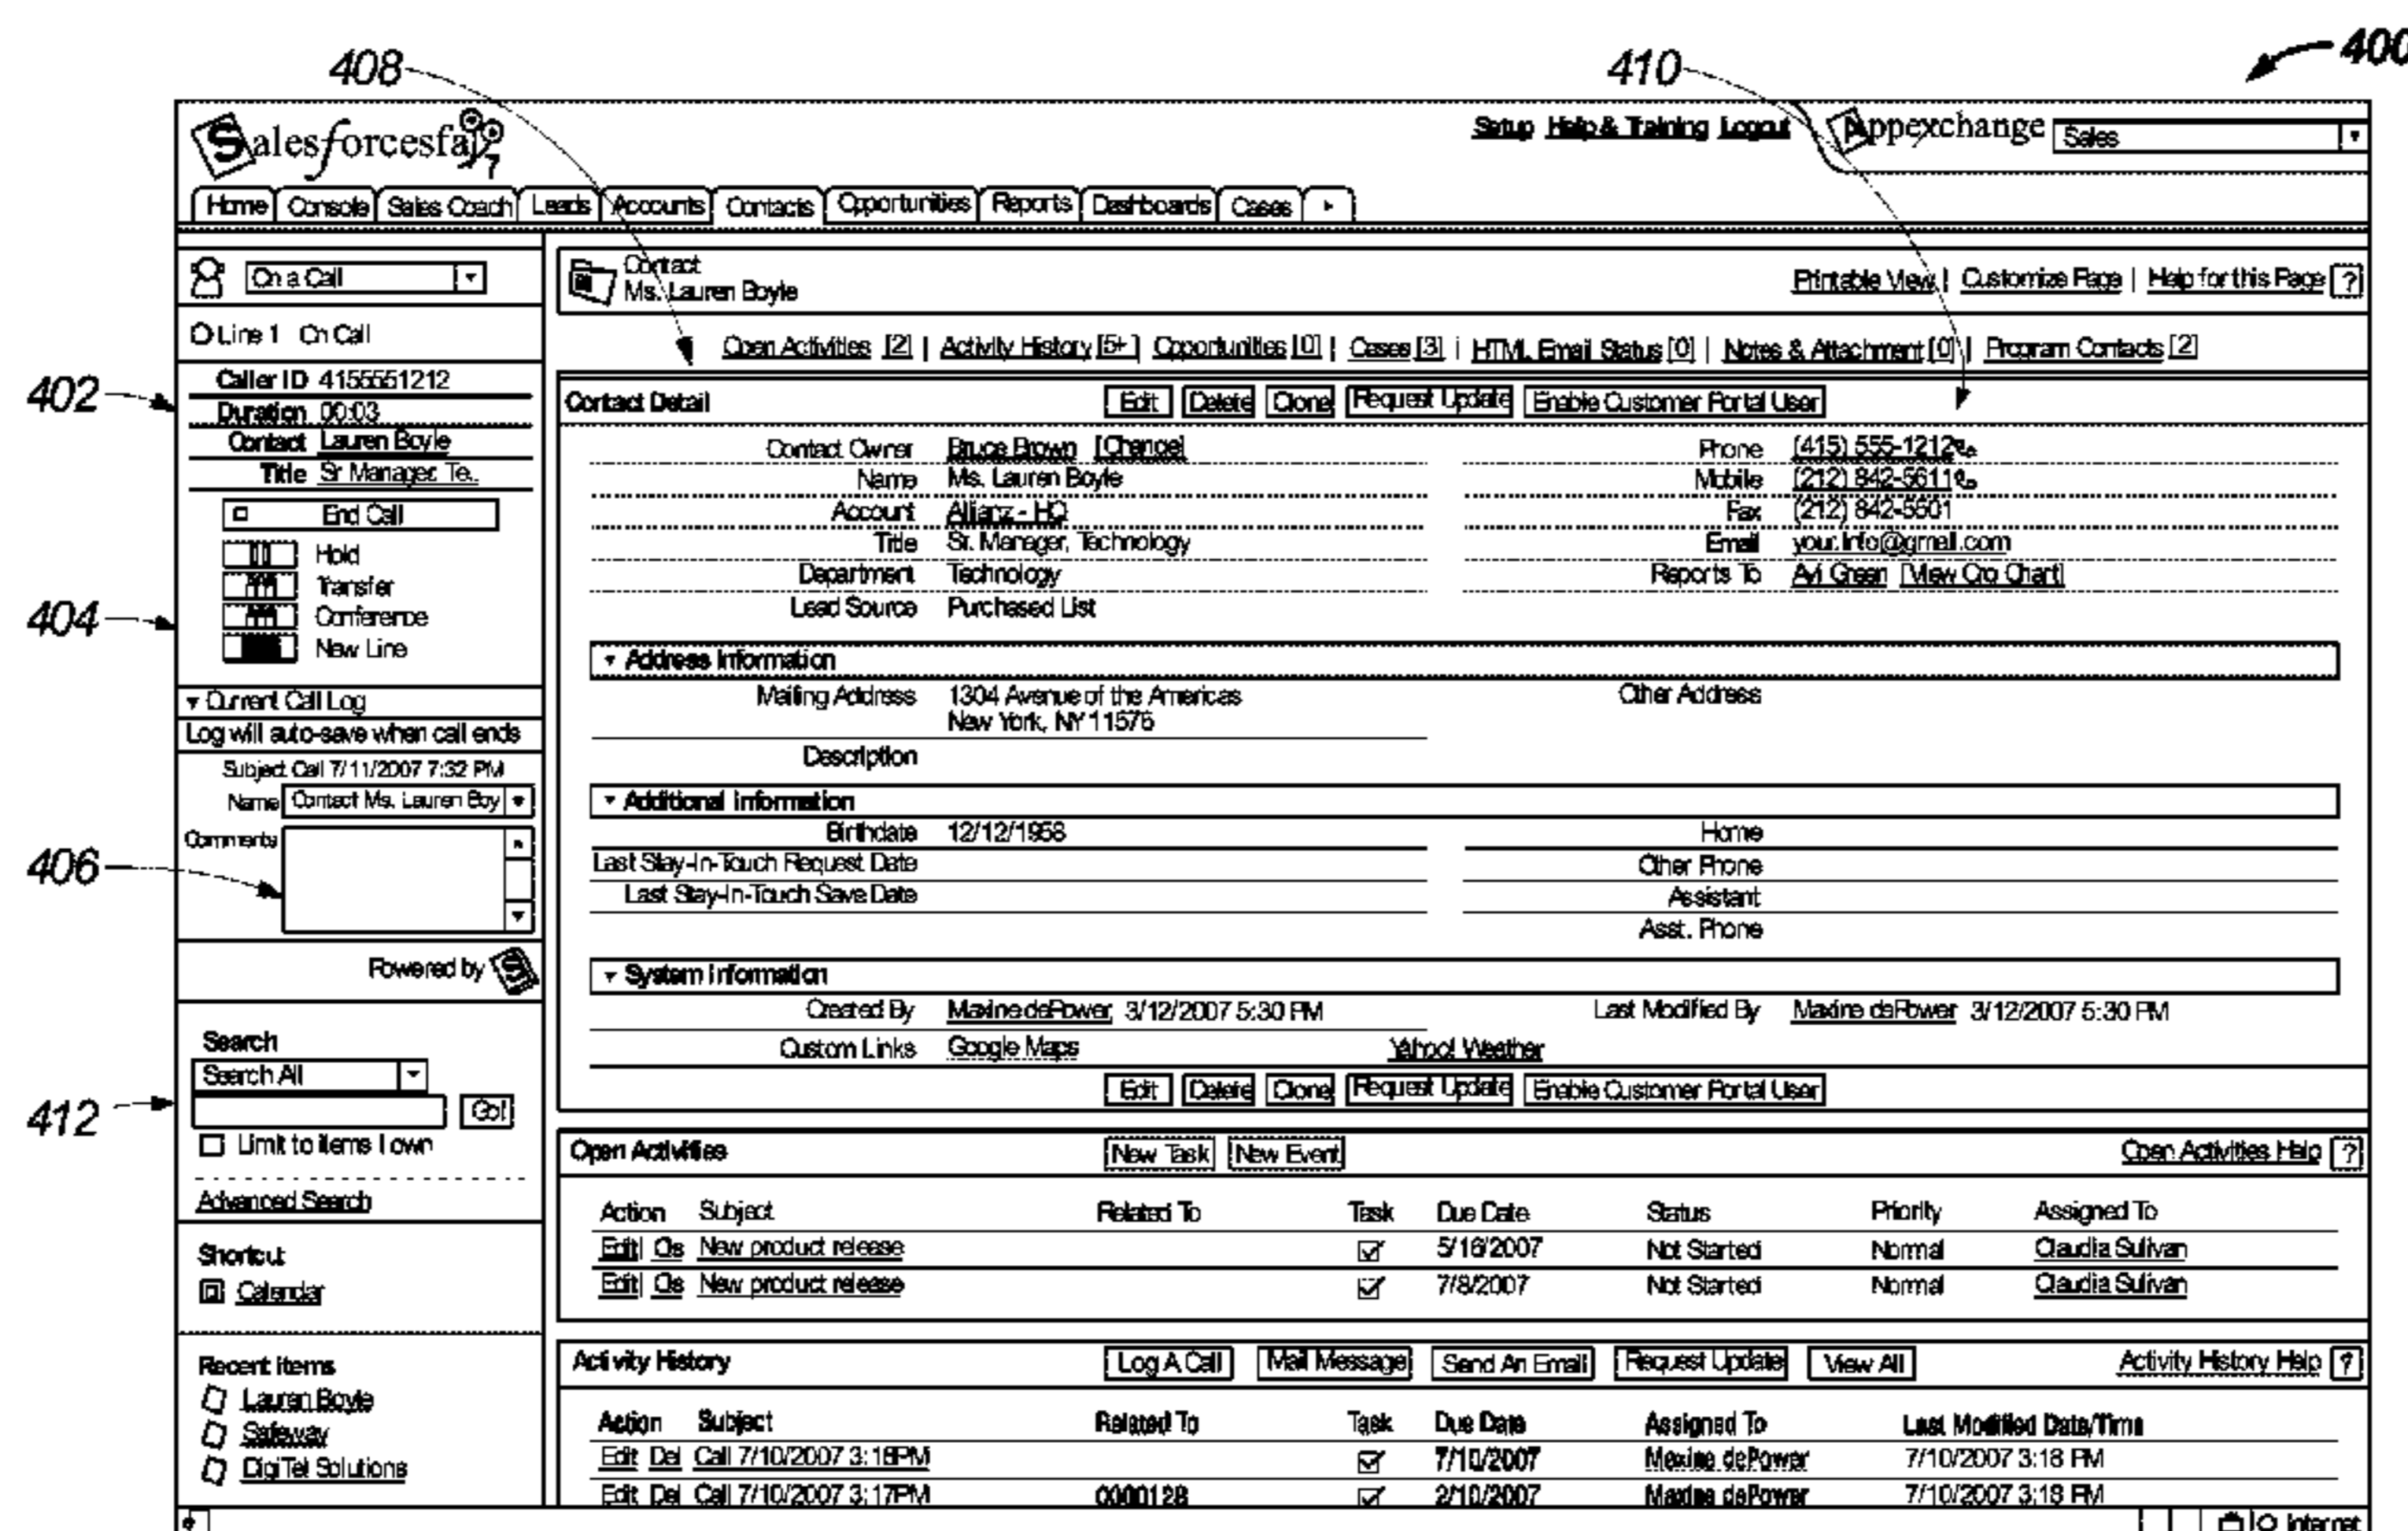 408 410 400
Salesforcesfa 7 Setup Help & Training Logout Appexchange Sales
Home Console Sales Coach Leads Accounts Contacts Opportunities Reports Dashboards Cases
On a Call
Line 1 On Call
402
Caller ID 4155551212
Duration 00:03
Contact Lauren Boyle
Title Sr Manager, Te..
End Call
Hold
Transfer
404
Conference
New Line
Current Call Log
Log will auto-save when call ends
Subject Call 7/11/2007 7:32 PM
Name Contact Ms. Lauren Boy
Comments
406
Powered by
Search
Search All
412
Go!
Limit to items I own
Advanced Search
Shortcut
Calendar
Recent items
Lauren Boyle
Safeway
DigiTel Solutions
Contact
Ms. Lauren Boyle
Printable View | Customize Page | Help for this Page ?
Open Activities [2] | Activity History [5+] Opportunities [0] | Cases [3] | HTML Email Status [0] | Notes & Attachment [0] | Program Contacts [2]
Contact Detail Edit Delete Clone Request Update Enable Customer Portal User
Contact Owner Bruce Brown [Change] Phone (415) 555-1212
Name Ms. Lauren Boyle Mobile (212) 842-5611
Account Allianz - HQ Fax (212) 842-5501
Title Sr. Manager, Technology Email your.info@gmail.com
Department Technology Reports To Avi Green [View Org Chart]
Lead Source Purchased List
Address Information
Mailing Address 1304 Avenue of the Americas Other Address
New York, NY 11576
Description
Additional Information
Birthdate 12/12/1958 Home
Last Stay-In-Touch Request Date Other Phone
Last Stay-In-Touch Save Date Assistant
Asst. Phone
System Information
Created By Maxine dePower, 3/12/2007 5:30 PM Last Modified By Maxine dePower 3/12/2007 5:30 PM
Custom Links Google Maps Yahoo! Weather
Edit Delete Clone Request Update Enable Customer Portal User
Open Activities New Task New Event Open Activities Help ?
Action Subject Related To Task Due Date Status Priority Assigned To
Edit | Cls New product release 5/16/2007 Not Started Normal Claudia Sulivan
Edit | Cls New product release 7/8/2007 Not Started Normal Claudia Sulivan
Activity History Log A Call Mail Message Send An Email Request Update View All Activity History Help ?
Action Subject Related To Task Due Date Assigned To Last Modified Date/Time
Edit Del Call 7/10/2007 3:18PM 7/10/2007 Maxine dePower 7/10/2007 3:18 PM
Edit Del Call 7/10/2007 3:17PM 0000128 2/10/2007 Maxine dePower 7/10/2007 3:18 PM
Internet